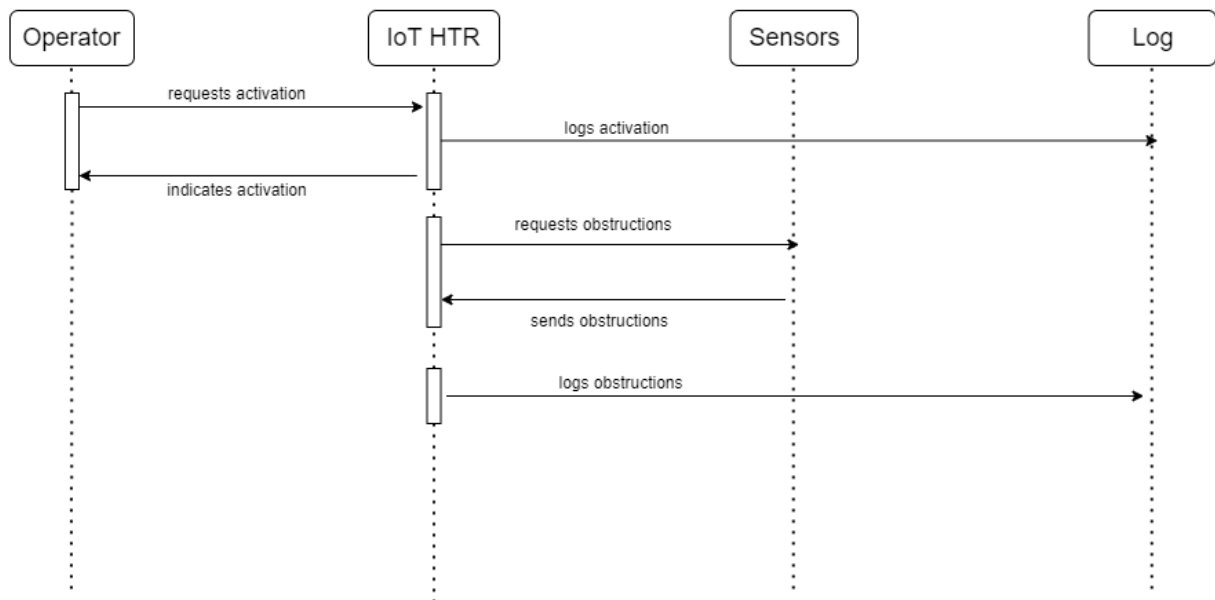 Operator
IoT HTR
Sensors
Log
requests activation
logs activation
indicates activation
requests obstructions
sends obstructions
logs obstructions